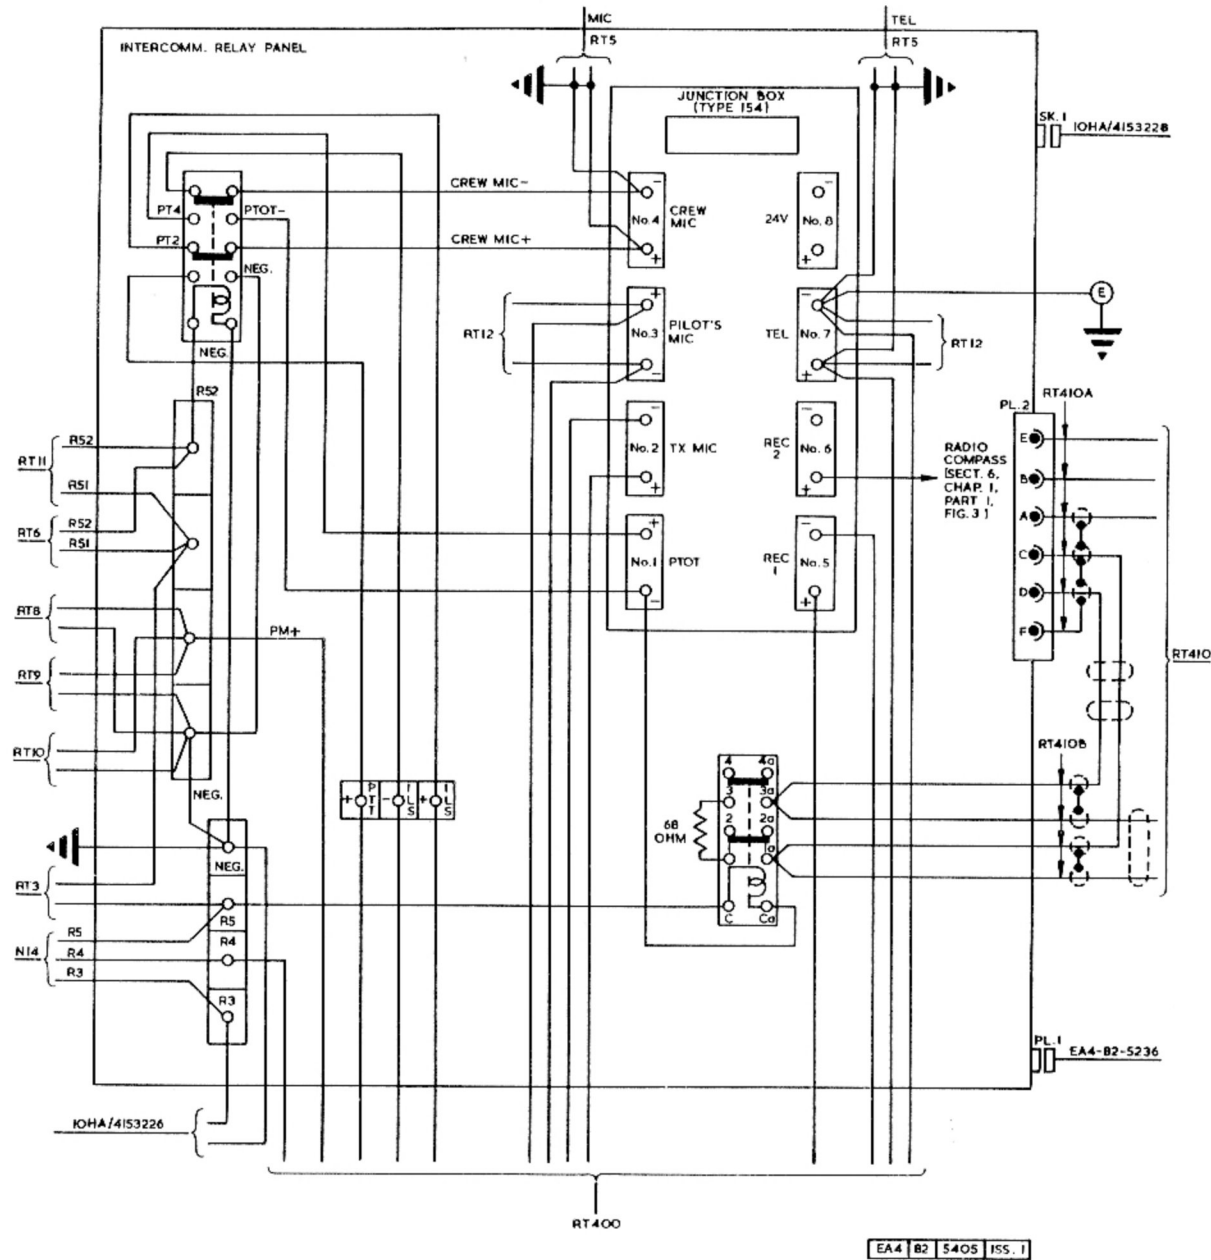 MIC
TEL
RT5
RT5
INTERCOMM. RELAY PANEL
JUNCTION BOX
(TYPE 154)
SK.1
10HA/4153228
CREW MIC-
PT4
PTOT-
PT2
CREW MIC+
NEG.
NEG.
-
No.4
+
CREW
MIC
24V
-
No.8
+
E
RT12
+
No.3
-
PILOT'S
MIC
TEL
-
No.7
+
RT12
R52
RT410A
PL.2
RT11
R52
R51
-
No.2
+
TX MIC
REC
2
-
No.6
+
RADIO
COMPASS
(SECT. 6,
CHAP. 1,
PART 1,
FIG. 3)
E
B
A
C
D
F
RT6
R52
R51
+
No.1
-
PTOT
REC
1
-
No.5
+
RT8
PM+
RT9
RT410
RT10
NEG.
RT410B
+
PTT
-
ILS
+
ILS
68
OHM
4
4a
3
3a
2
2a
a
C
Ca
NEG.
RT3
R5
R5
N14
R4
R4
R3
R3
PL.1
EA4-B2-5236
10HA/4153226
RT400
EA4 B2 5405 ISS. 1